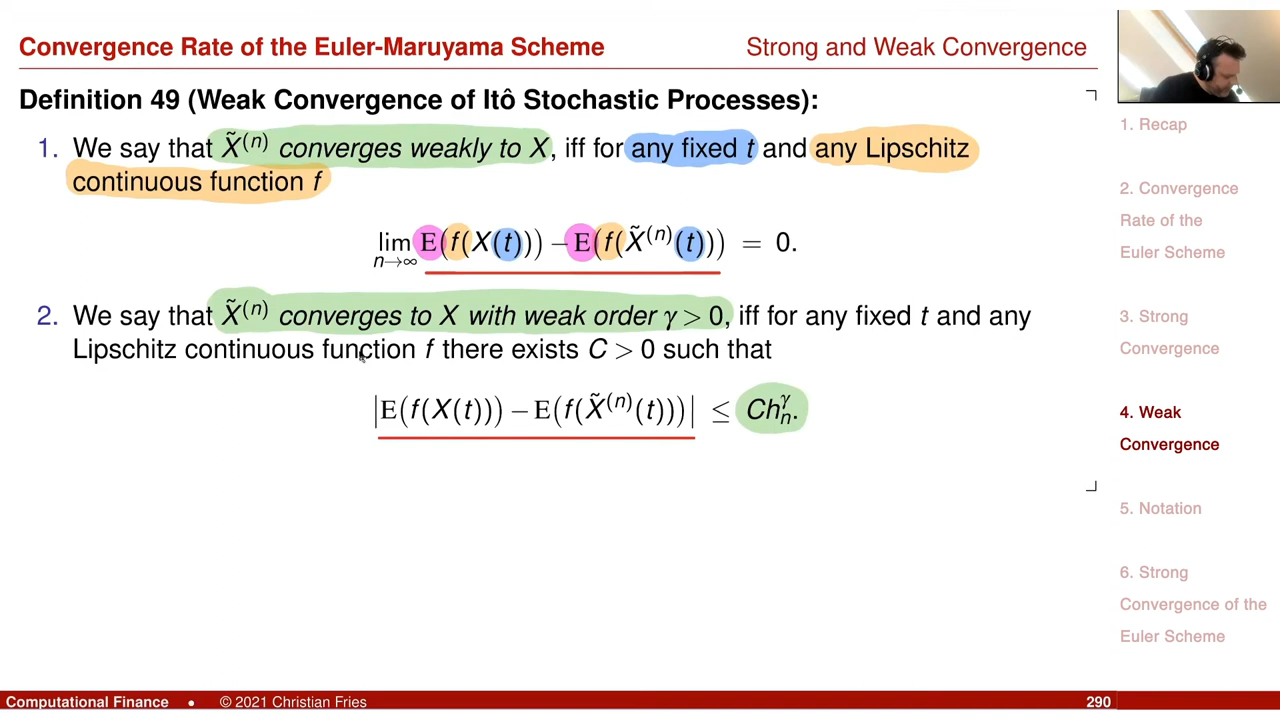 Convergence Rate of the Euler-Maruyama Scheme
Strong and Weak Convergence
Definition 49 (Weak Convergence of Itô Stochastic Processes):
1. We say that X̃⁽ⁿ⁾ converges weakly to X, iff for any fixed t and any Lipschitz
continuous function f
lim E(f(X(t))) − E(f(X̃⁽ⁿ⁾(t))) = 0.
n→∞
2. We say that X̃⁽ⁿ⁾ converges to X with weak order γ > 0, iff for any fixed t and any
Lipschitz continuous function f there exists C > 0 such that
|E(f(X(t))) − E(f(X̃⁽ⁿ⁾(t)))| ≤ Chₙᵞ.
1. Recap
2. Convergence
Rate of the
Euler Scheme
3. Strong
Convergence
4. Weak
Convergence
5. Notation
6. Strong
Convergence of the
Euler Scheme
Computational Finance • © 2021 Christian Fries
290